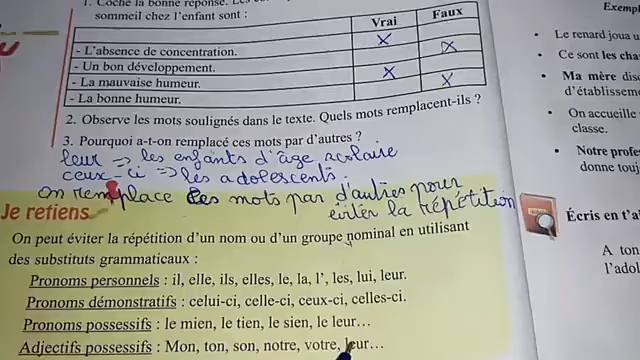 1. Coche la bonne réponse. Les
sommeil chez l'enfant sont :
Vrai
Faux
- L'absence de concentration.
- Un bon développement.
- La mauvaise humeur.
- La bonne humeur.
2. Observe les mots soulignés dans le texte. Quels mots remplacent-ils ?
3. Pourquoi a-t-on remplacé ces mots par d'autres ?
leur => les enfants d'âge scolaire
ceux-ci => les adolescents.
On remplace ces mots par d'autres pour
éviter la répétition
Je retiens
On peut éviter la répétition d'un nom ou d'un groupe nominal en utilisant
des substituts grammaticaux :
Pronoms personnels : il, elle, ils, elles, le, la, l', les, lui, leur.
Pronoms démonstratifs : celui-ci, celle-ci, ceux-ci, celles-ci.
Pronoms possessifs : le mien, le tien, le sien, le leur...
Adjectifs possessifs : Mon, ton, son, notre, votre, leur...
Exempl
Le renard joua u
Ce sont les cha
Ma mère dis
d'établisseme
On accueille
classe.
Notre profes
donne touj
Écris en t'a
A ton
l'adol